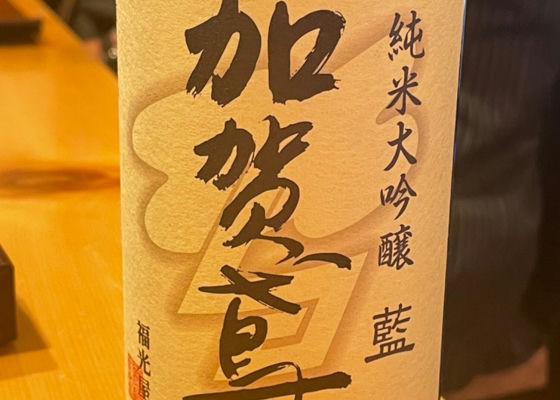 純米大吟醸 藍
加賀鳶
福光屋